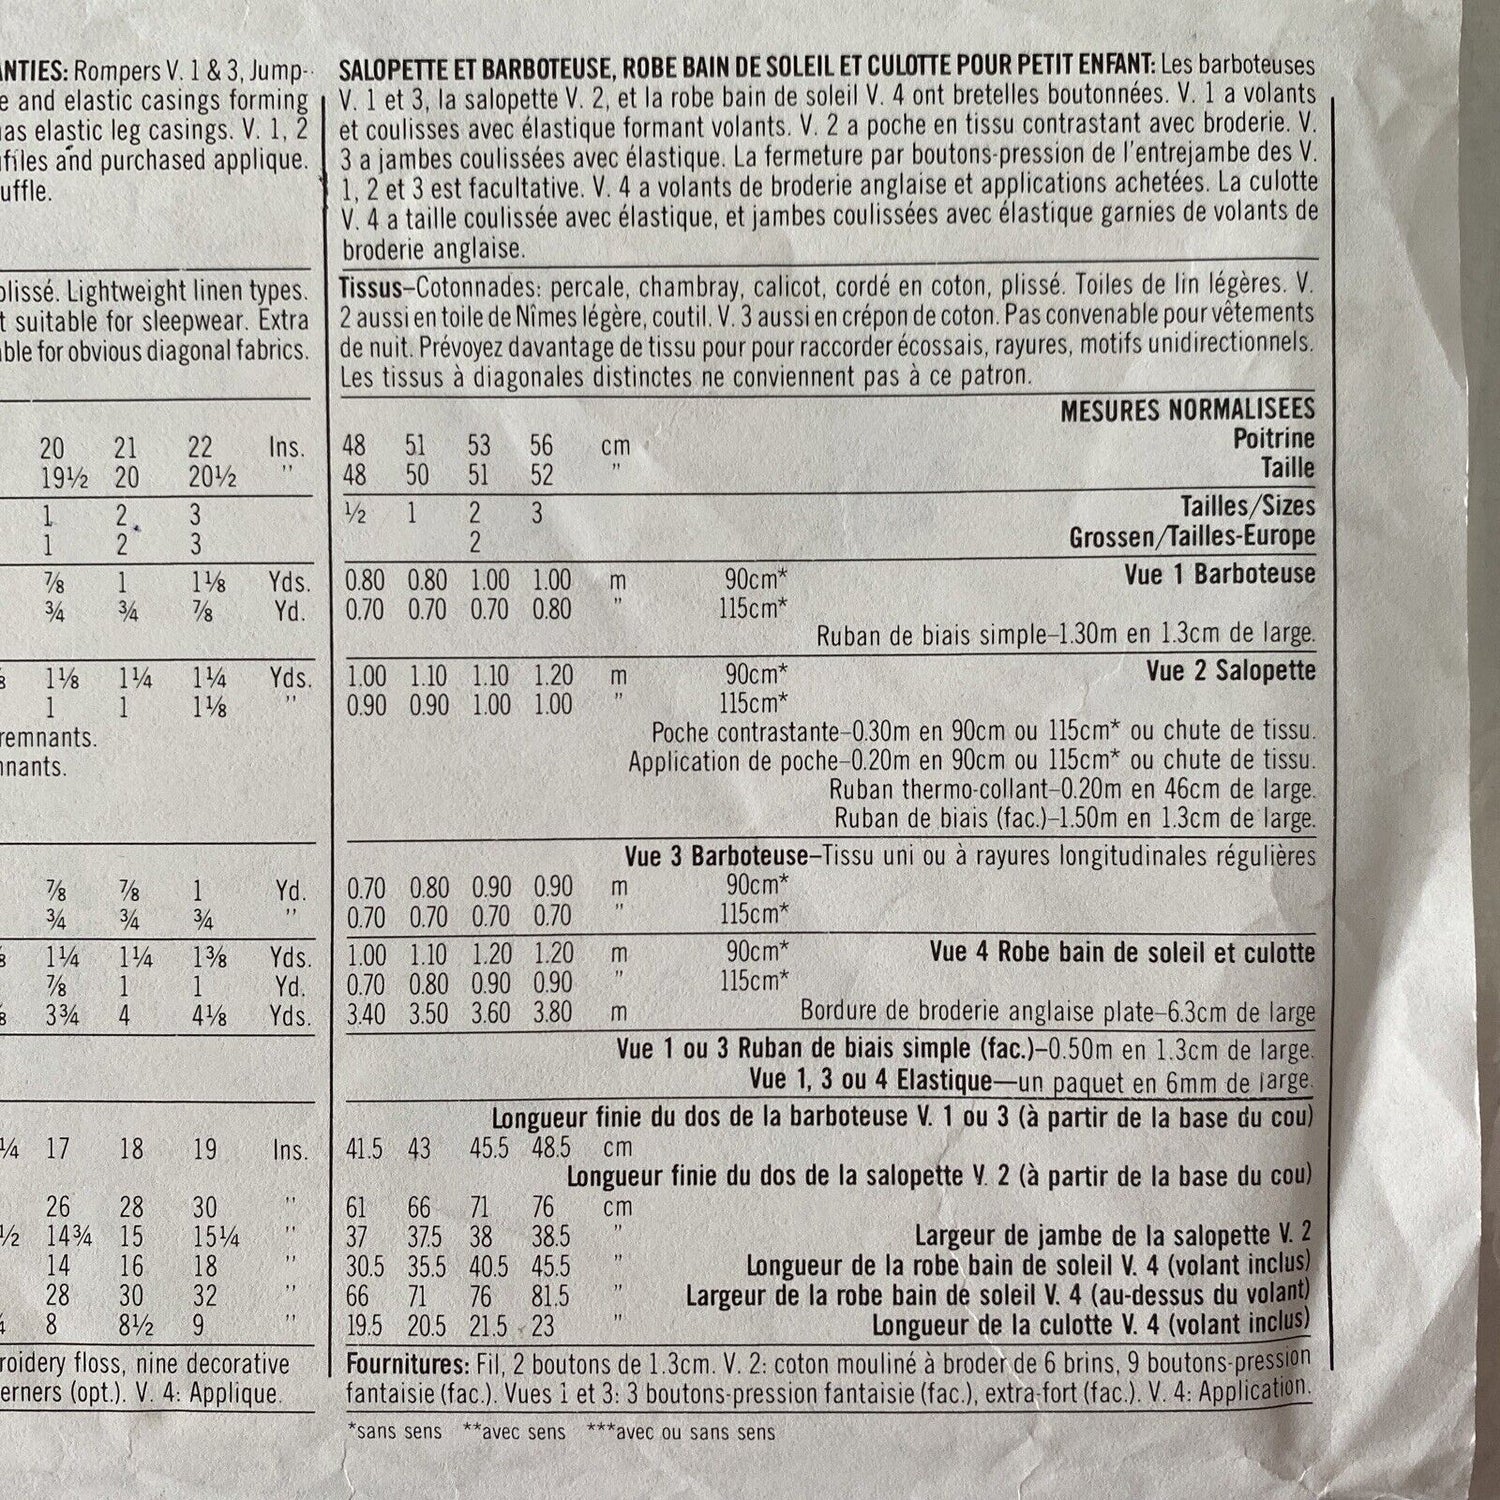 ANTIES: Rompers V. 1 & 3, Jump-
e and elastic casings forming
as elastic leg casings. V. 1, 2
ffles and purchased applique.
uffle.
plissé. Lightweight linen types.
t suitable for sleepwear. Extra
ble for obvious diagonal fabrics.
20 21 22 Ins.
19½ 20 20½ "
1 2 3
1 2 3
⅞ 1 1⅛ Yds.
¾ ¾ ⅞ Yd.
1⅛ 1¼ 1¼ Yds.
1 1 1⅛ "
remnants.
nnants.
⅞ ⅞ 1 Yd.
¾ ¾ ¾ "
1¼ 1¼ 1⅜ Yds.
⅞ 1 1 Yd.
3¾ 4 4⅛ Yds.
¼ 17 18 19 Ins.
26 28 30 "
½ 14¾ 15 15¼ "
14 16 18 "
28 30 32 "
8 8½ 9 "
roidery floss, nine decorative
erners (opt.). V. 4: Applique.
SALOPETTE ET BARBOTEUSE, ROBE BAIN DE SOLEIL ET CULOTTE POUR PETIT ENFANT: Les barboteuses
V. 1 et 3, la salopette V. 2, et la robe bain de soleil V. 4 ont bretelles boutonnées. V. 1 a volants
et coulisses avec élastique formant volants. V. 2 a poche en tissu contrastant avec broderie. V.
3 a jambes coulissées avec élastique. La fermeture par boutons-pression de l'entrejambe des V.
1, 2 et 3 est facultative. V. 4 a volants de broderie anglaise et applications achetées. La culotte
V. 4 a taille coulissée avec élastique, et jambes coulissées avec élastique garnies de volants de
broderie anglaise.
Tissus–Cotonnades: percale, chambray, calicot, cordé en coton, plissé. Toiles de lin légères. V.
2 aussi en toile de Nîmes légère, coutil. V. 3 aussi en crépon de coton. Pas convenable pour vêtements
de nuit. Prévoyez davantage de tissu pour pour raccorder écossais, rayures, motifs unidirectionnels.
Les tissus à diagonales distinctes ne conviennent pas à ce patron.
MESURES NORMALISEES
48 51 53 56 cm Poitrine
48 50 51 52 " Taille
½ 1 2 3 Tailles/Sizes
2 Grossen/Tailles-Europe
0.80 0.80 1.00 1.00 m 90cm* Vue 1 Barboteuse
0.70 0.70 0.70 0.80 " 115cm*
Ruban de biais simple–1.30m en 1.3cm de large.
1.00 1.10 1.10 1.20 m 90cm* Vue 2 Salopette
0.90 0.90 1.00 1.00 " 115cm*
Poche contrastante–0.30m en 90cm ou 115cm* ou chute de tissu.
Application de poche–0.20m en 90cm ou 115cm* ou chute de tissu.
Ruban thermo-collant–0.20m en 46cm de large.
Ruban de biais (fac.)–1.50m en 1.3cm de large.
Vue 3 Barboteuse–Tissu uni ou à rayures longitudinales régulières
0.70 0.80 0.90 0.90 m 90cm*
0.70 0.70 0.70 0.70 " 115cm*
1.00 1.10 1.20 1.20 m 90cm* Vue 4 Robe bain de soleil et culotte
0.70 0.80 0.90 0.90 " 115cm*
3.40 3.50 3.60 3.80 m Bordure de broderie anglaise plate–6.3cm de large
Vue 1 ou 3 Ruban de biais simple (fac.)–0.50m en 1.3cm de large.
Vue 1, 3 ou 4 Elastique—un paquet en 6mm de large.
Longueur finie du dos de la barboteuse V. 1 ou 3 (à partir de la base du cou)
41.5 43 45.5 48.5 cm
Longueur finie du dos de la salopette V. 2 (à partir de la base du cou)
61 66 71 76 cm
37 37.5 38 38.5 " Largeur de jambe de la salopette V. 2
30.5 35.5 40.5 45.5 " Longueur de la robe bain de soleil V. 4 (volant inclus)
66 71 76 81.5 " Largeur de la robe bain de soleil V. 4 (au-dessus du volant)
19.5 20.5 21.5 23 " Longueur de la culotte V. 4 (volant inclus)
Fournitures: Fil, 2 boutons de 1.3cm. V. 2: coton mouliné à broder de 6 brins, 9 boutons-pression
fantaisie (fac.). Vues 1 et 3: 3 boutons-pression fantaisie (fac.), extra-fort (fac.). V. 4: Application.
*sans sens **avec sens ***avec ou sans sens